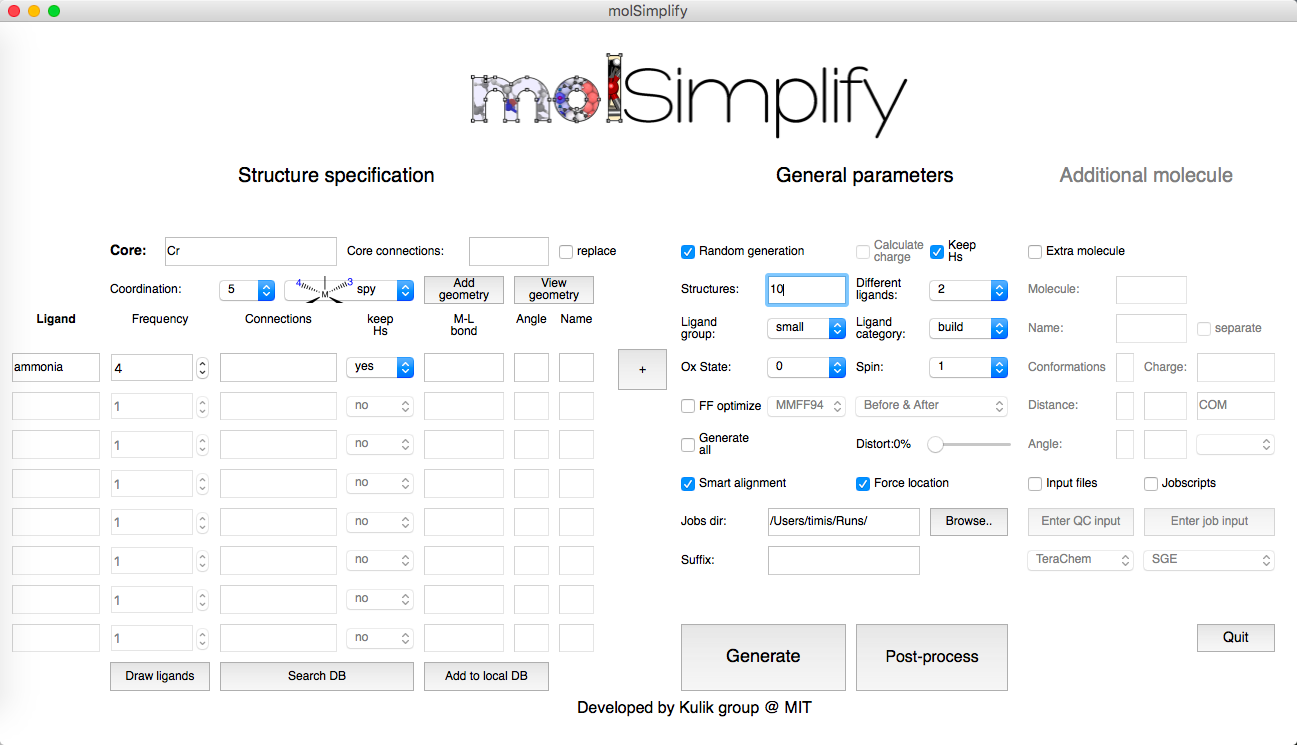 molSimplify
molSimplify
Structure specification
General parameters
Additional molecule
Core: Cr Core connections: replace
Random generation Calculate charge Keep Hs Extra molecule
Coordination: 5 4 M 3 spy Add geometry View geometry
Structures: 10 Different ligands: 2 Molecule:
Ligand Frequency Connections keep Hs M-L bond Angle Name
Ligand group: small Ligand category: build Name: separate
ammonia 4 yes +
Ox State: 0 Spin: 1 Conformations Charge:
1 no
FF optimize MMFF94 Before & After Distance: COM
1 no
Generate all Distort:0% Angle:
1 no
Smart alignment Force location Input files Jobscripts
1 no
Jobs dir: /Users/timis/Runs/ Browse.. Enter QC input Enter job input
1 no
Suffix: TeraChem SGE
1 no
1 no
Generate Post-process Quit
Draw ligands Search DB Add to local DB
Developed by Kulik group @ MIT